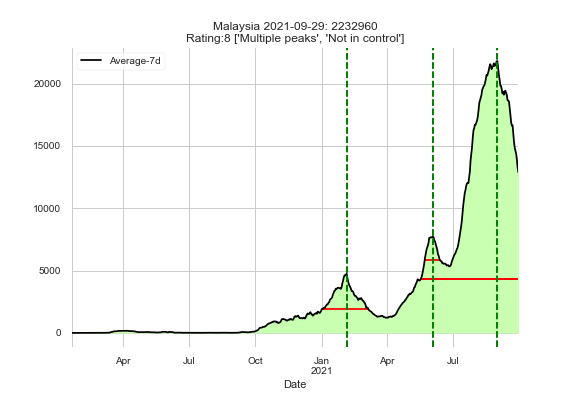 Malaysia 2021-09-29: 2232960
Rating:8 ['Multiple peaks', 'Not in control']
Average-7d
20000
15000
10000
5000
0
Apr Jul Oct Jan Apr Jul
2021
Date